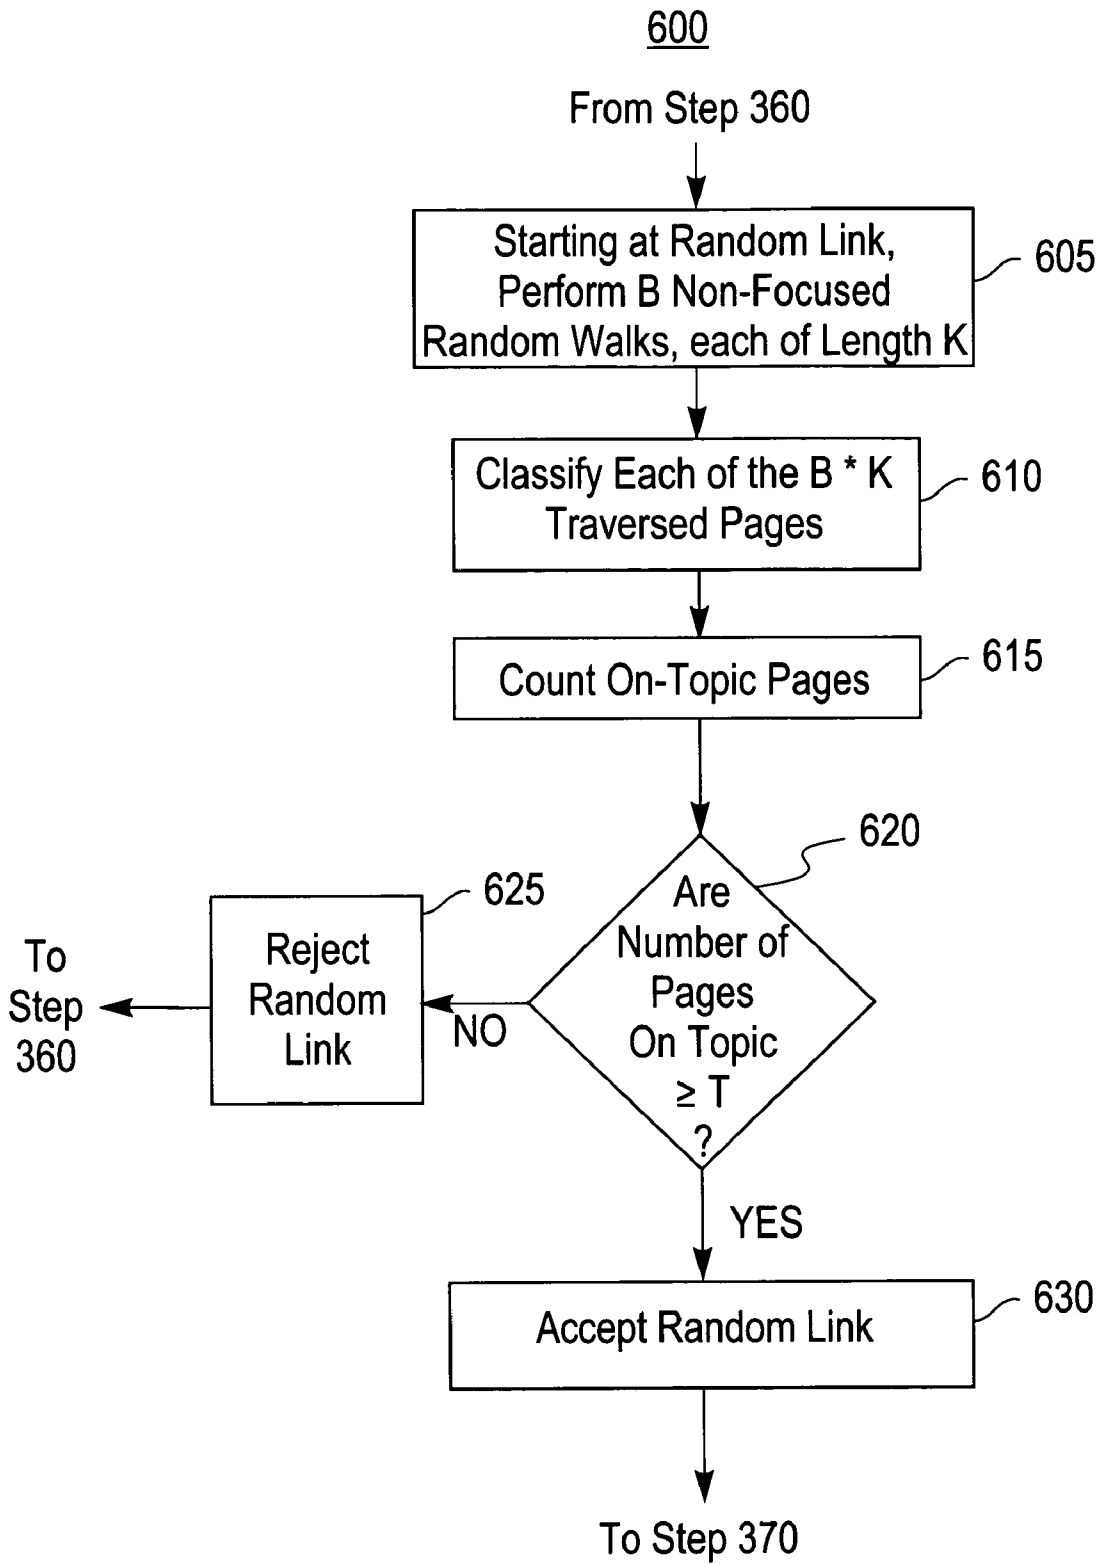 600
From Step 360
Starting at Random Link,
Perform B Non-Focused
Random Walks, each of Length K
605
Classify Each of the B * K
Traversed Pages
610
Count On-Topic Pages
615
620
Are
Number of
Pages
On Topic
≥ T
?
NO
625
Reject
Random
Link
To
Step
360
YES
Accept Random Link
630
To Step 370